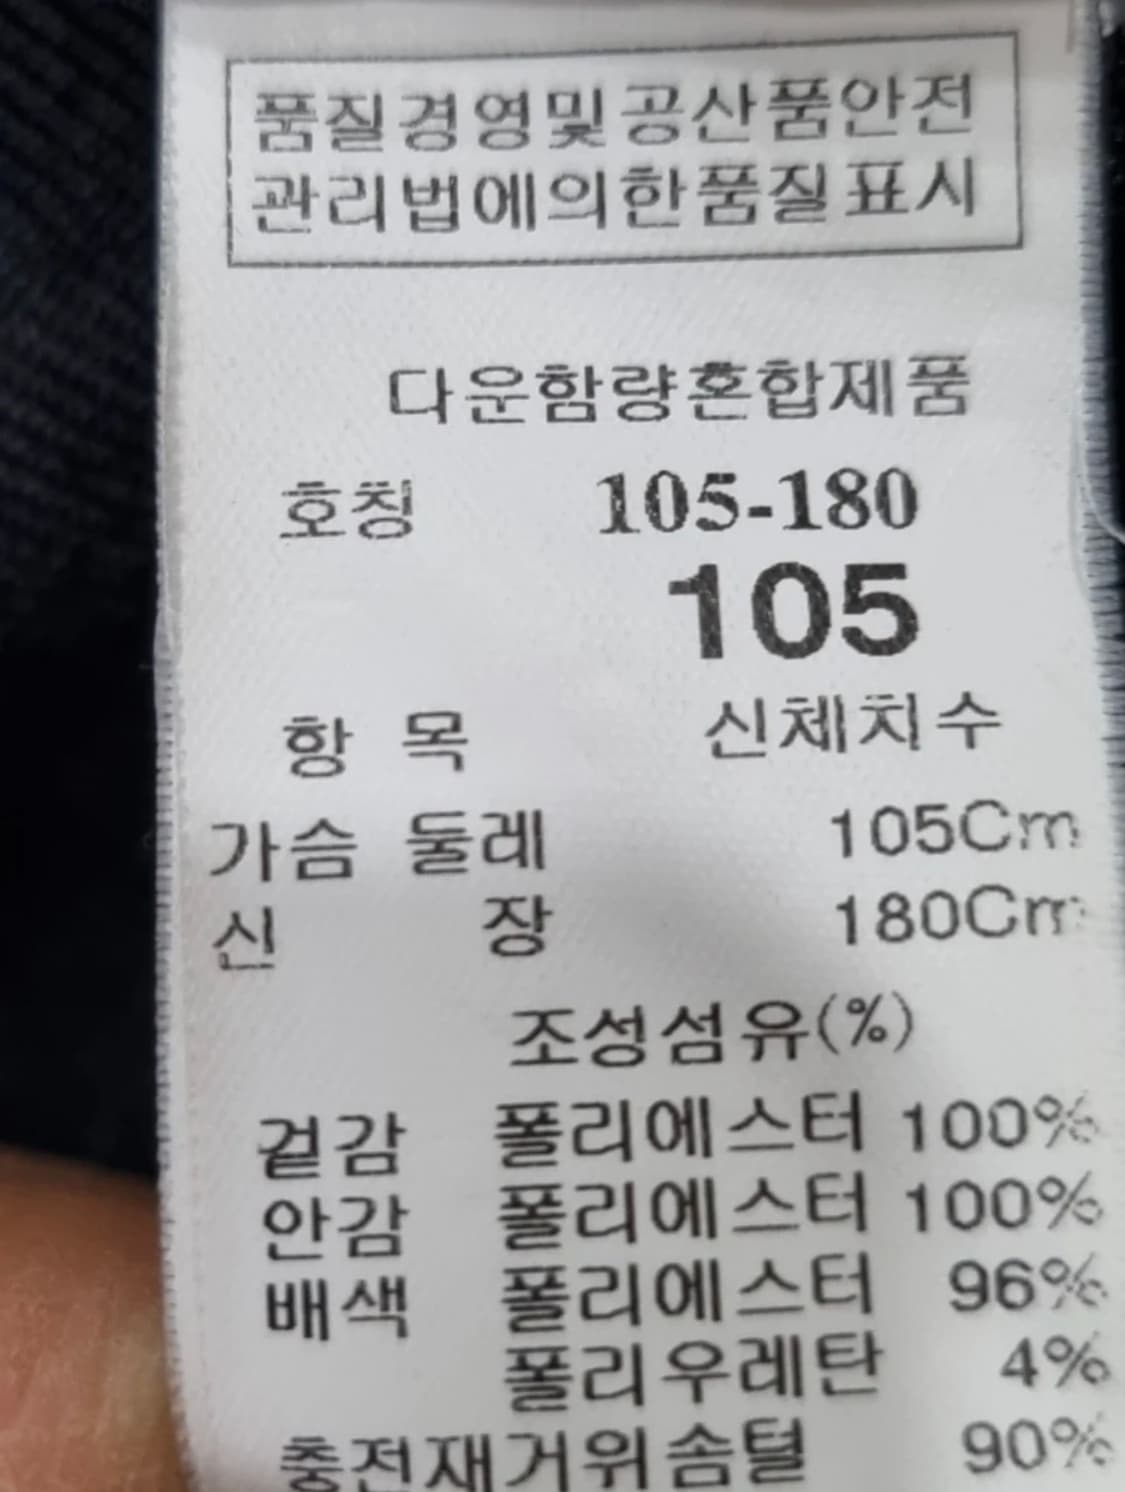 품질경영및공산품안전
관리법에의한품질표시
다운함량혼합제품
호칭 105-180
105
항 목 신체치수
가슴 둘레 105Cm
신 장 180Cm
조성섬유(%)
겉감 폴리에스터 100%
안감 폴리에스터 100%
배색 폴리에스터 96%
폴리우레탄 4%
충전재거위솜털 90%